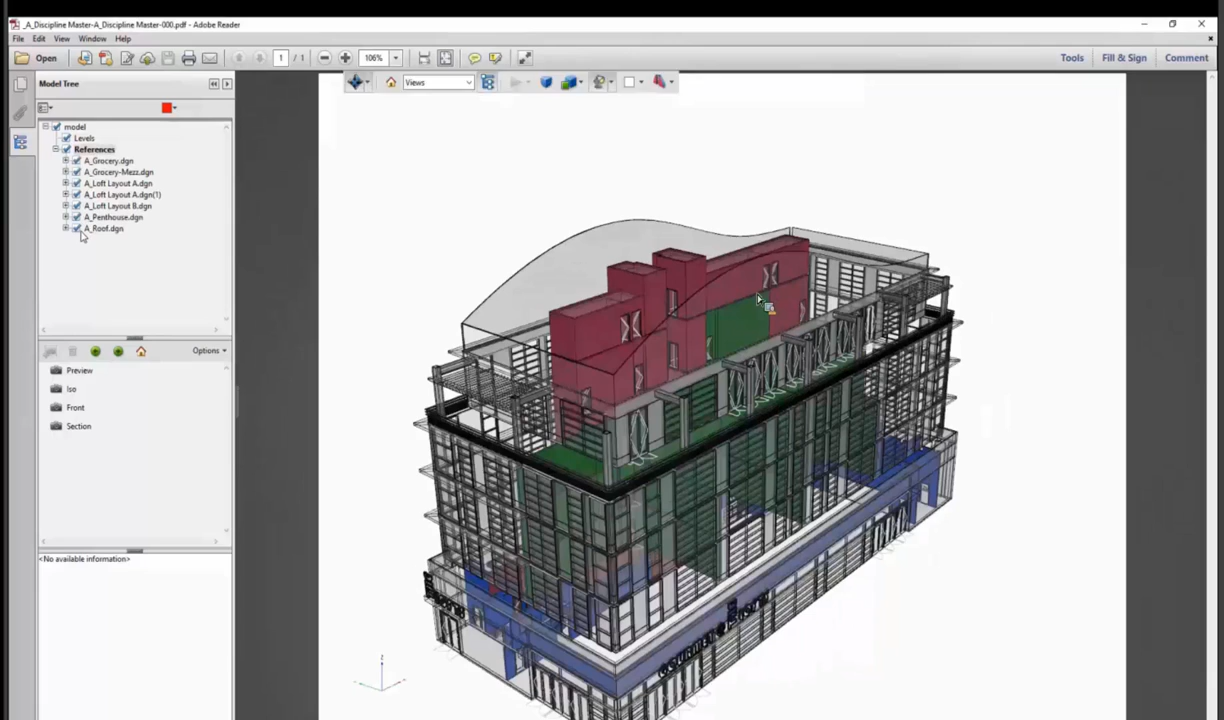 _A_Discipline Master-A_Discipline Master-000.pdf - Adobe Reader
File Edit View Window Help
Open 1 / 1 106% Tools Fill & Sign Comment
Model Tree
Views
model
Levels
References
A_Grocery.dgn
A_Grocery-Mezz.dgn
A_Loft Layout A.dgn
A_Loft Layout A.dgn(1)
A_Loft Layout B.dgn
A_Penthouse.dgn
A_Roof.dgn
Options
Preview
Iso
Front
Section
<No available information>